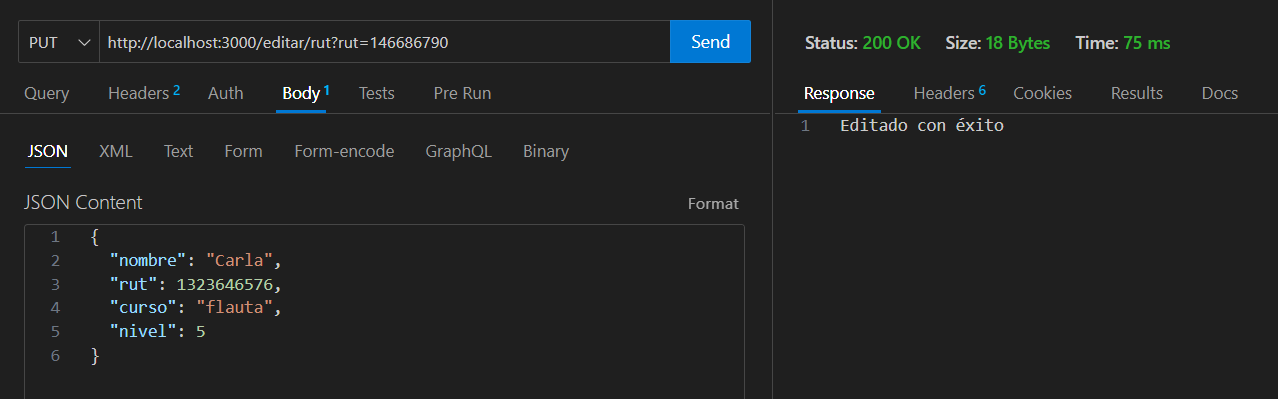 PUT http://localhost:3000/editar/rut?rut=146686790 Send
Query Headers 2 Auth Body 1 Tests Pre Run
JSON XML Text Form Form-encode GraphQL Binary
JSON Content Format
1 {
2 "nombre": "Carla",
3 "rut": 1323646576,
4 "curso": "flauta",
5 "nivel": 5
6 }
Status: 200 OK Size: 18 Bytes Time: 75 ms
Response Headers 6 Cookies Results Docs
1 Editado con éxito